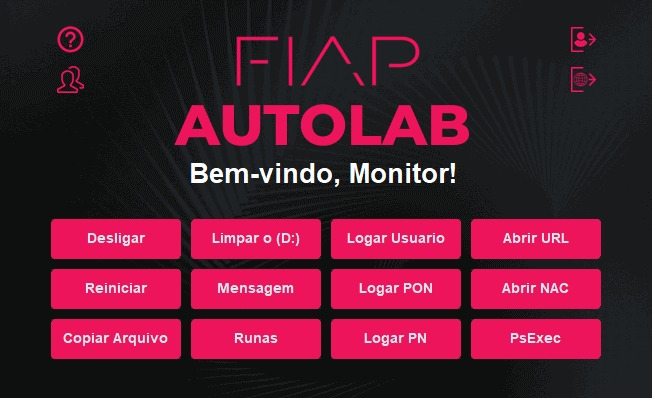 FIAP
AUTOLAB
Bem-vindo, Monitor!
Desligar
Limpar o (D:)
Logar Usuario
Abrir URL
Reiniciar
Mensagem
Logar PON
Abrir NAC
Copiar Arquivo
Runas
Logar PN
PsExec